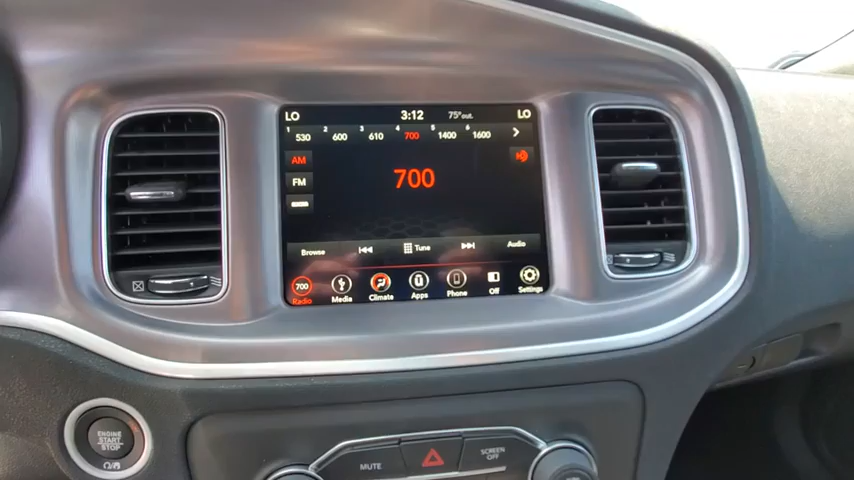 LO 3:12 75°out LO
1 530 2 600 3 610 4 700 5 1400 6 1600
AM
700
FM
Browse Tune Audio
700
Radio Media Climate Apps Phone Off Settings
ENGINE
START
STOP
MUTE
SCREEN
OFF